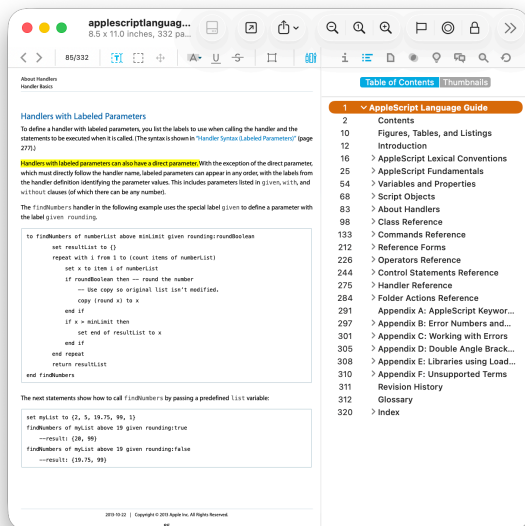 applescriptlanguag...
8.5 x 11.0 inches, 332 pa...
85/332
About Handlers
Handler Basics
Handlers with Labeled Parameters
To define a handler with labeled parameters, you list the labels to use when calling the handler and the
statements to be executed when it is called. (The syntax is shown in "Handler Syntax (Labeled Parameters)" (page
277).)
Handlers with labeled parameters can also have a direct parameter. With the exception of the direct parameter,
which must directly follow the handler name, labeled parameters can appear in any order, with the labels from
the handler definition identifying the parameter values. This includes parameters listed in given, with, and
without clauses (of which there can be any number).
The findNumbers handler in the following example uses the special label given to define a parameter with
the label given rounding.
to findNumbers of numberList above minLimit given rounding:roundBoolean
set resultList to {}
repeat with i from 1 to (count items of numberList)
set x to item i of numberList
if roundBoolean then -- round the number
-- Use copy so original list isn't modified.
copy (round x) to x
end if
if x > minLimit then
set end of resultList to x
end if
end repeat
return resultList
end findNumbers
The next statements show how to call findNumbers by passing a predefined list variable:
set myList to {2, 5, 19.75, 99, 1}
findNumbers of myList above 19 given rounding:true
--result: {20, 99}
findNumbers of myList above 19 given rounding:false
--result: {19.75, 99}
2013-10-22 | Copyright © 2013 Apple Inc. All Rights Reserved.
Table of Contents Thumbnails
1 AppleScript Language Guide
2 Contents
10 Figures, Tables, and Listings
12 Introduction
16 AppleScript Lexical Conventions
25 AppleScript Fundamentals
54 Variables and Properties
68 Script Objects
83 About Handlers
98 Class Reference
133 Commands Reference
212 Reference Forms
226 Operators Reference
244 Control Statements Reference
275 Handler Reference
284 Folder Actions Reference
291 Appendix A: AppleScript Keywor...
297 Appendix B: Error Numbers and...
301 Appendix C: Working with Errors
305 Appendix D: Double Angle Brack...
308 Appendix E: Libraries using Load...
310 Appendix F: Unsupported Terms
311 Revision History
312 Glossary
320 Index